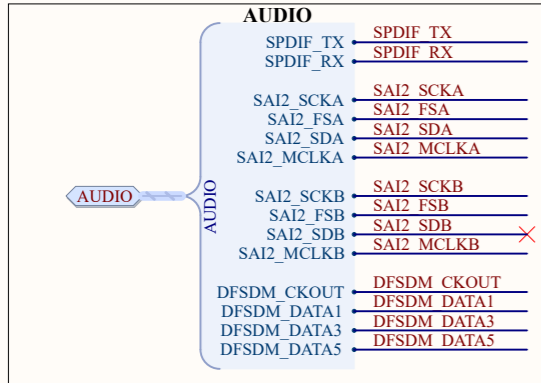 AUDIO
SPDIF_TX SPDIF_TX
SPDIF_RX SPDIF_RX
SAI2_SCKA SAI2_SCKA
SAI2_FSA SAI2_FSA
SAI2_SDA SAI2_SDA
SAI2_MCLKA SAI2_MCLKA
AUDIO
AUDIO
SAI2_SCKB SAI2_SCKB
SAI2_FSB SAI2_FSB
SAI2_SDB SAI2_SDB
SAI2_MCLKB SAI2_MCLKB
DFSDM_CKOUT DFSDM_CKOUT
DFSDM_DATA1 DFSDM_DATA1
DFSDM_DATA3 DFSDM_DATA3
DFSDM_DATA5 DFSDM_DATA5